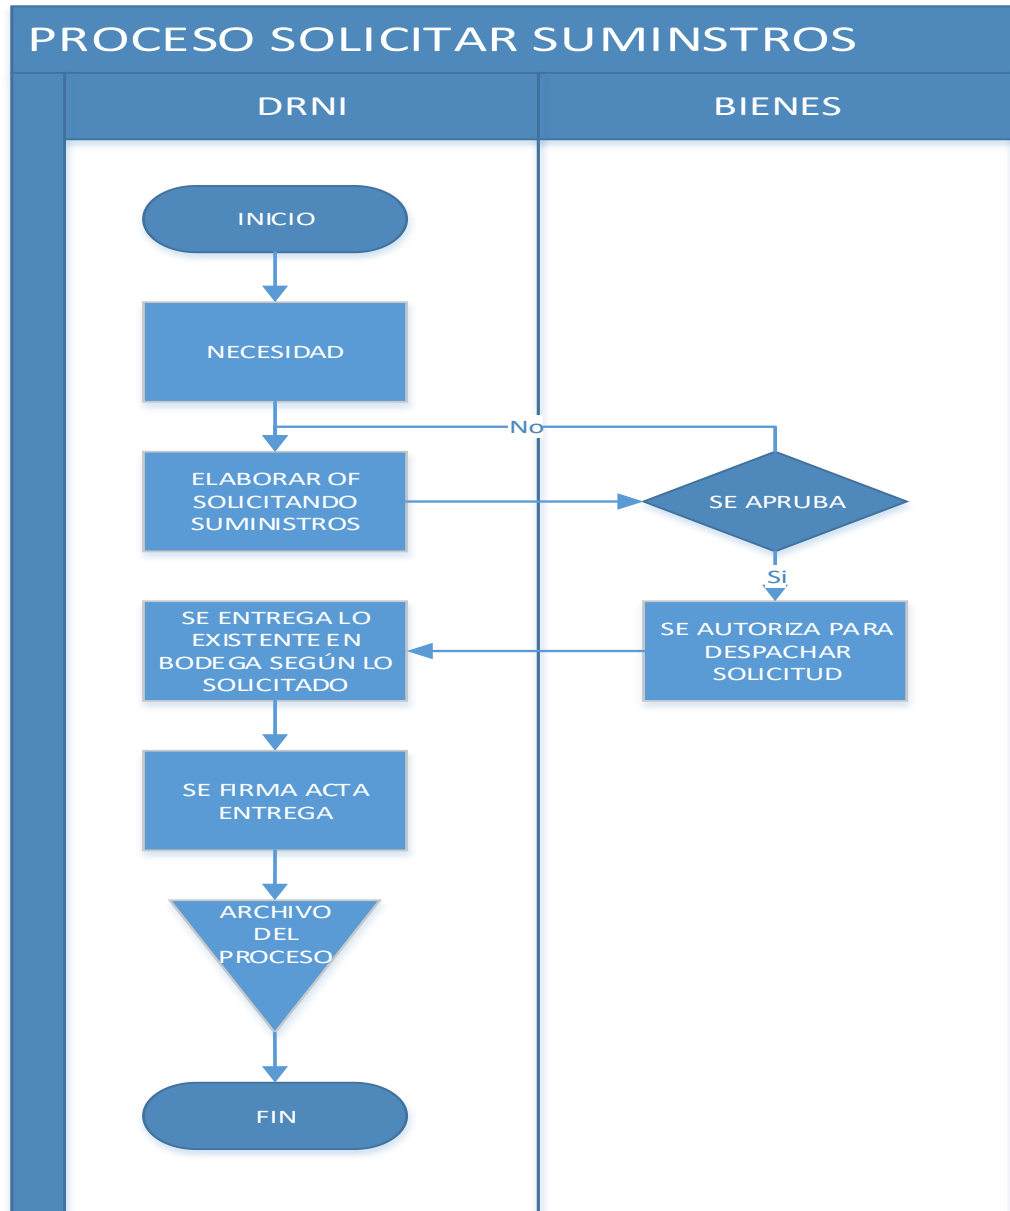 PROCESO SOLICITAR SUMINSTROS
DRNI
BIENES
INICIO
NECESIDAD
No
ELABORAR OF
SOLICITANDO
SUMINISTROS
SE APRUBA
Si
SE ENTREGA LO
EXISTENTE EN
BODEGA SEGÚN LO
SOLICITADO
SE AUTORIZA PARA
DESPACHAR
SOLICITUD
SE FIRMA ACTA
ENTREGA
ARCHIVO
DEL
PROCESO
FIN